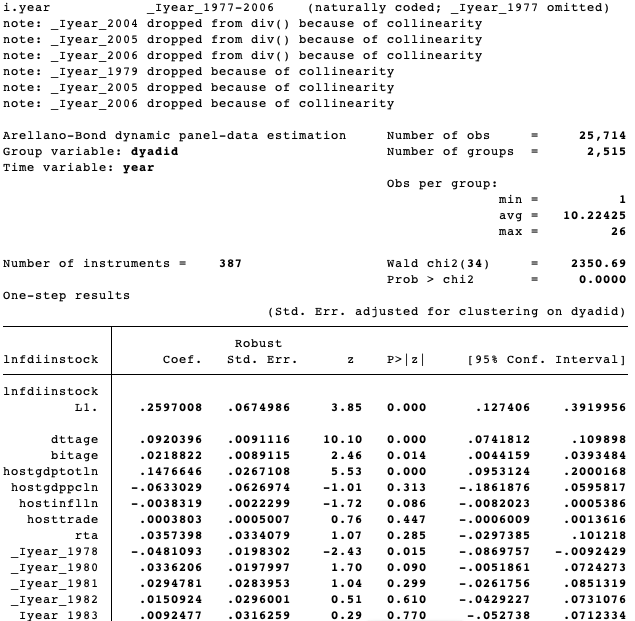 i.year _Iyear_1977-2006 (naturally coded; _Iyear_1977 omitted)
note: _Iyear_2004 dropped from div() because of collinearity
note: _Iyear_2005 dropped from div() because of collinearity
note: _Iyear_2006 dropped from div() because of collinearity
note: _Iyear_1979 dropped because of collinearity
note: _Iyear_2005 dropped because of collinearity
note: _Iyear_2006 dropped because of collinearity
Arellano-Bond dynamic panel-data estimation Number of obs = 25,714
Group variable: dyadid Number of groups = 2,515
Time variable: year
Obs per group:
min = 1
avg = 10.22425
max = 26
Number of instruments = 387 Wald chi2(34) = 2350.69
Prob > chi2 = 0.0000
One-step results
(Std. Err. adjusted for clustering on dyadid)
Robust
lnfdiinstock Coef. Std. Err. z P>|z| [95% Conf. Interval]
lnfdiinstock
L1. .2597008 .0674986 3.85 0.000 .127406 .3919956
dttage .0920396 .0091116 10.10 0.000 .0741812 .109898
bitage .0218822 .0089115 2.46 0.014 .0044159 .0393484
hostgdptotln .1476646 .0267108 5.53 0.000 .0953124 .2000168
hostgdppcln -.0633029 .0626974 -1.01 0.313 -.1861876 .0595817
hostinflln -.0038319 .0022299 -1.72 0.086 -.0082023 .0005386
hosttrade .0003803 .0005007 0.76 0.447 -.0006009 .0013616
rta .0357398 .0334079 1.07 0.285 -.0297385 .101218
_Iyear_1978 -.0481093 .0198302 -2.43 0.015 -.0869757 -.0092429
_Iyear_1980 .0336206 .0197997 1.70 0.090 -.0051861 .0724273
_Iyear_1981 .0294781 .0283953 1.04 0.299 -.0261756 .0851319
_Iyear_1982 .0150924 .0296001 0.51 0.610 -.0429227 .0731076
_Iyear_1983 .0092477 .0316259 0.29 0.770 -.052738 .0712334